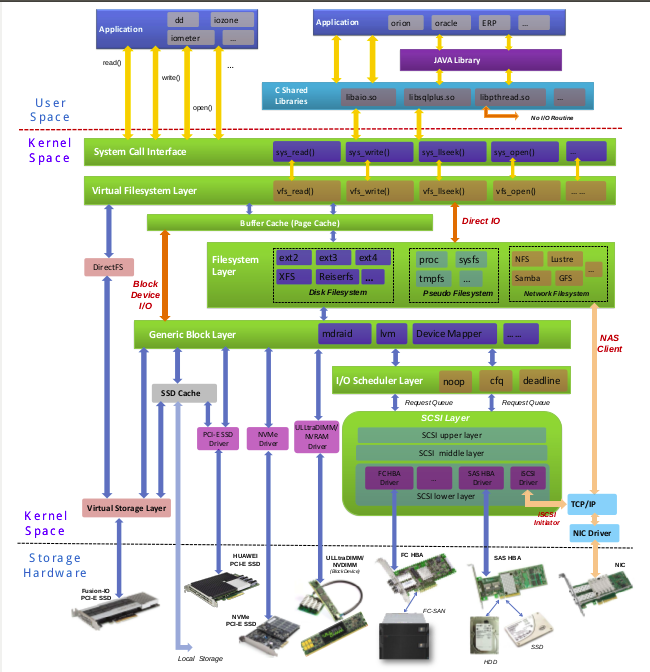 Application
dd
iozone
iometer
...
Application
orion
oracle
ERP
...
JAVA Library
read()
write()
open()
...
C Shared
Libraries
libaio.so
libsqlplus.so
libpthread.so
...
No I/O Routine
User
Space
Kernel
Space
System Call Interface
sys_read()
sys_write()
sys_llseek()
sys_open()
...
Virtual Filesystem Layer
vfs_read()
vfs_write()
vfs_llseek()
vfs_open()
... ...
Buffer Cache (Page Cache)
Direct IO
DirectFS
Block
Device
I/O
Filesystem
Layer
ext2
ext3
ext4
XFS
Reiserfs
...
Disk Filesystem
proc
sysfs
tmpfs
...
Pseudo Filesystem
NFS
Lustre
Samba
GFS
...
Network Filesystem
Generic Block Layer
mdraid
lvm
Device Mapper
... ...
NAS
Client
I/O Scheduler Layer
noop
cfq
deadline
SSD Cache
Request Queue
Request Queue
PCI-E SSD
Driver
NVMe
Driver
ULLtraDIMM/
NVRAM
Driver
SCSI Layer
SCSI upper layer
SCSI middle layer
FC HBA
Driver
...
SAS HBA
Driver
iSCSI
Driver
SCSI lower layer
Virtual Storage Layer
iSCSI
Initiator
TCP/IP
NIC Driver
Kernel
Space
Storage
Hardware
Fusion-IO
PCI-E SSD
HUAWEI
PCI-E SSD
NVMe
PCI-E SSD
ULLtraDIMM/
NVDIMM
(Block Device)
FC HBA
FC-SAN
SAS HBA
HDD
SSD
NIC
Local Storage